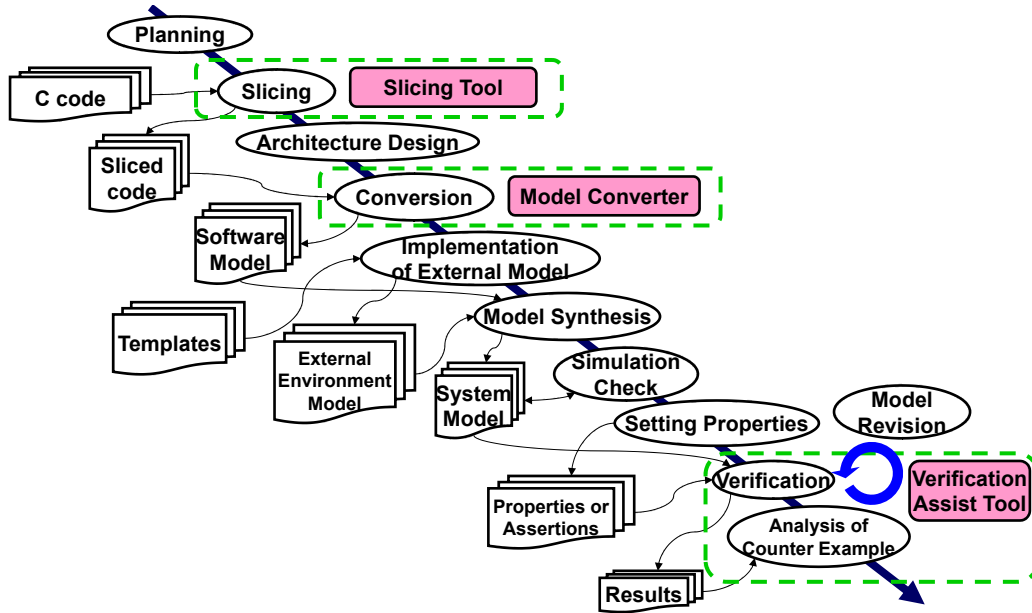 Planning
C code
Slicing
Slicing Tool
Architecture Design
Sliced
code
Conversion
Model Converter
Software
Model
Implementation
of External Model
Templates
Model Synthesis
External
Environment
Model
Simulation
Check
System
Model
Setting Properties
Model
Revision
Verification
Verification
Assist Tool
Properties or
Assertions
Analysis of
Counter Example
Results